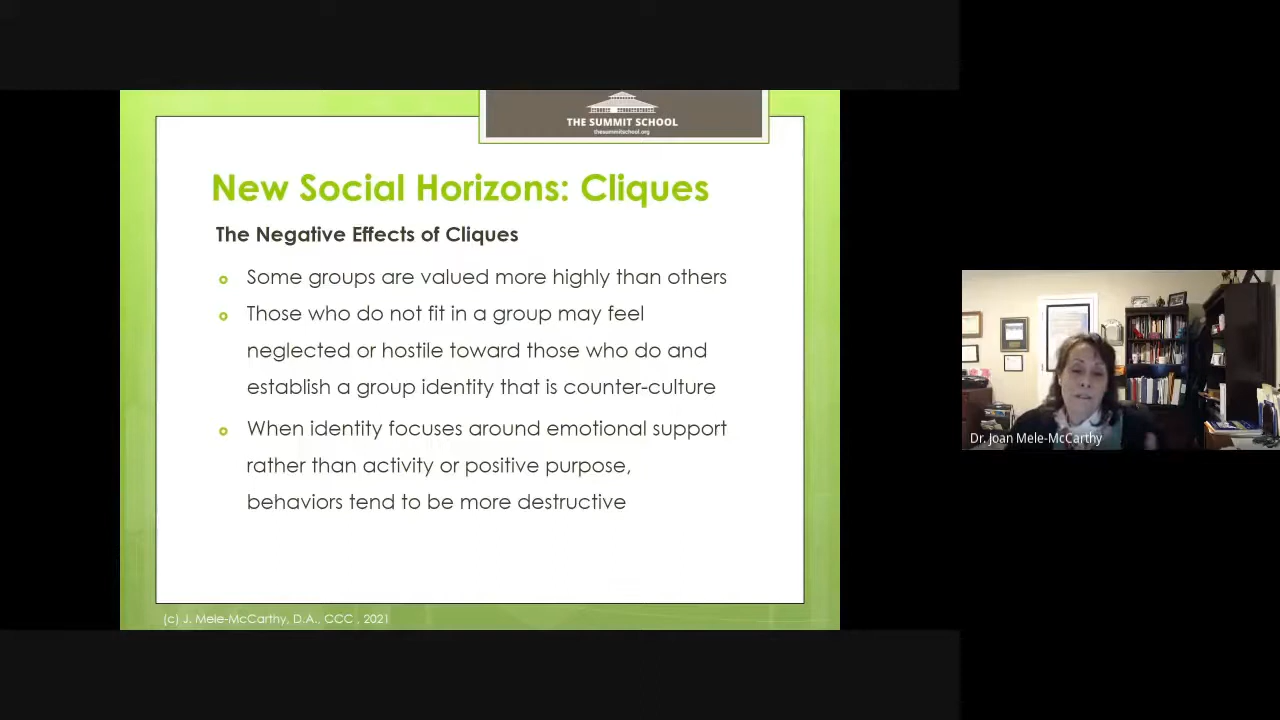 THE SUMMIT SCHOOL
thesummitschool.org
New Social Horizons: Cliques
The Negative Effects of Cliques
Some groups are valued more highly than others
Those who do not fit in a group may feel
neglected or hostile toward those who do and
establish a group identity that is counter-culture
When identity focuses around emotional support
rather than activity or positive purpose,
behaviors tend to be more destructive
(c) J. Mele-McCarthy, D.A., CCC , 2021
Dr. Joan Mele-McCarthy